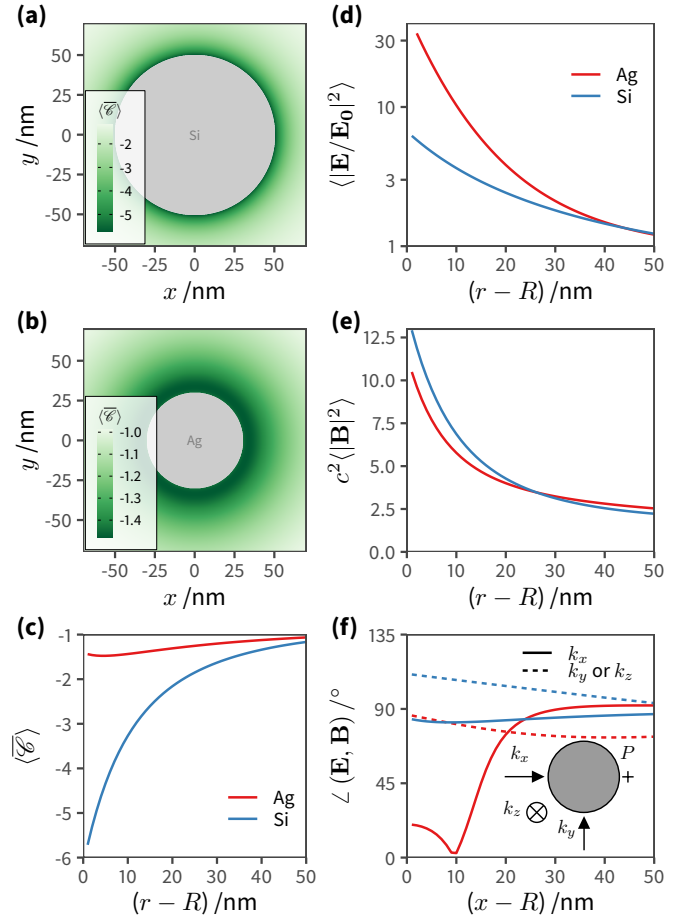 (a)
50
25
0
-25
-50
y /nm
⟨𝒞̅⟩
-2
-3
-4
-5
Si
-50 -25 0 25 50
x /nm
(d)
30
10
3
1
⟨|E/E₀|²⟩
Ag
Si
0 10 20 30 40 50
(r − R) /nm
(b)
50
25
0
-25
-50
y /nm
⟨𝒞̅⟩
-1.0
-1.1
-1.2
-1.3
-1.4
Ag
-50 -25 0 25 50
x /nm
(e)
12.5
10.0
7.5
5.0
2.5
0.0
c²⟨|B|²⟩
0 10 20 30 40 50
(r − R) /nm
(c)
-1
-2
-3
-4
-5
-6
⟨𝒞̅⟩
Ag
Si
0 10 20 30 40 50
(r − R) /nm
(f)
135
90
45
0
∠ (E, B) /°
kₓ
k_y or k_z
kₓ
P
k_z
k_y
0 10 20 30 40 50
(x − R) /nm